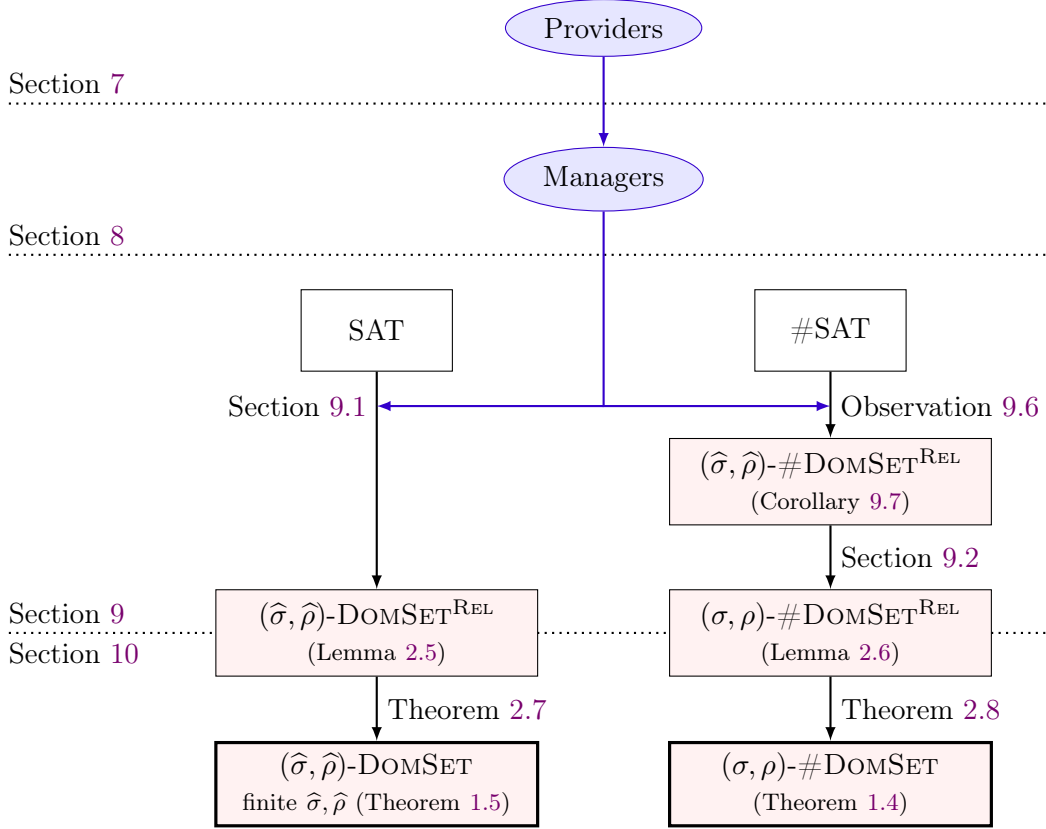 Providers
Section 7
Managers
Section 8
SAT
#SAT
Section 9.1
Observation 9.6
(σ̂, ρ̂)-#DOMSET^REL
(Corollary 9.7)
Section 9.2
Section 9
(σ̂, ρ̂)-DOMSET^REL
(Lemma 2.5)
(σ, ρ)-#DOMSET^REL
(Lemma 2.6)
Section 10
Theorem 2.7
Theorem 2.8
(σ̂, ρ̂)-DOMSET
finite σ̂, ρ̂ (Theorem 1.5)
(σ, ρ)-#DOMSET
(Theorem 1.4)